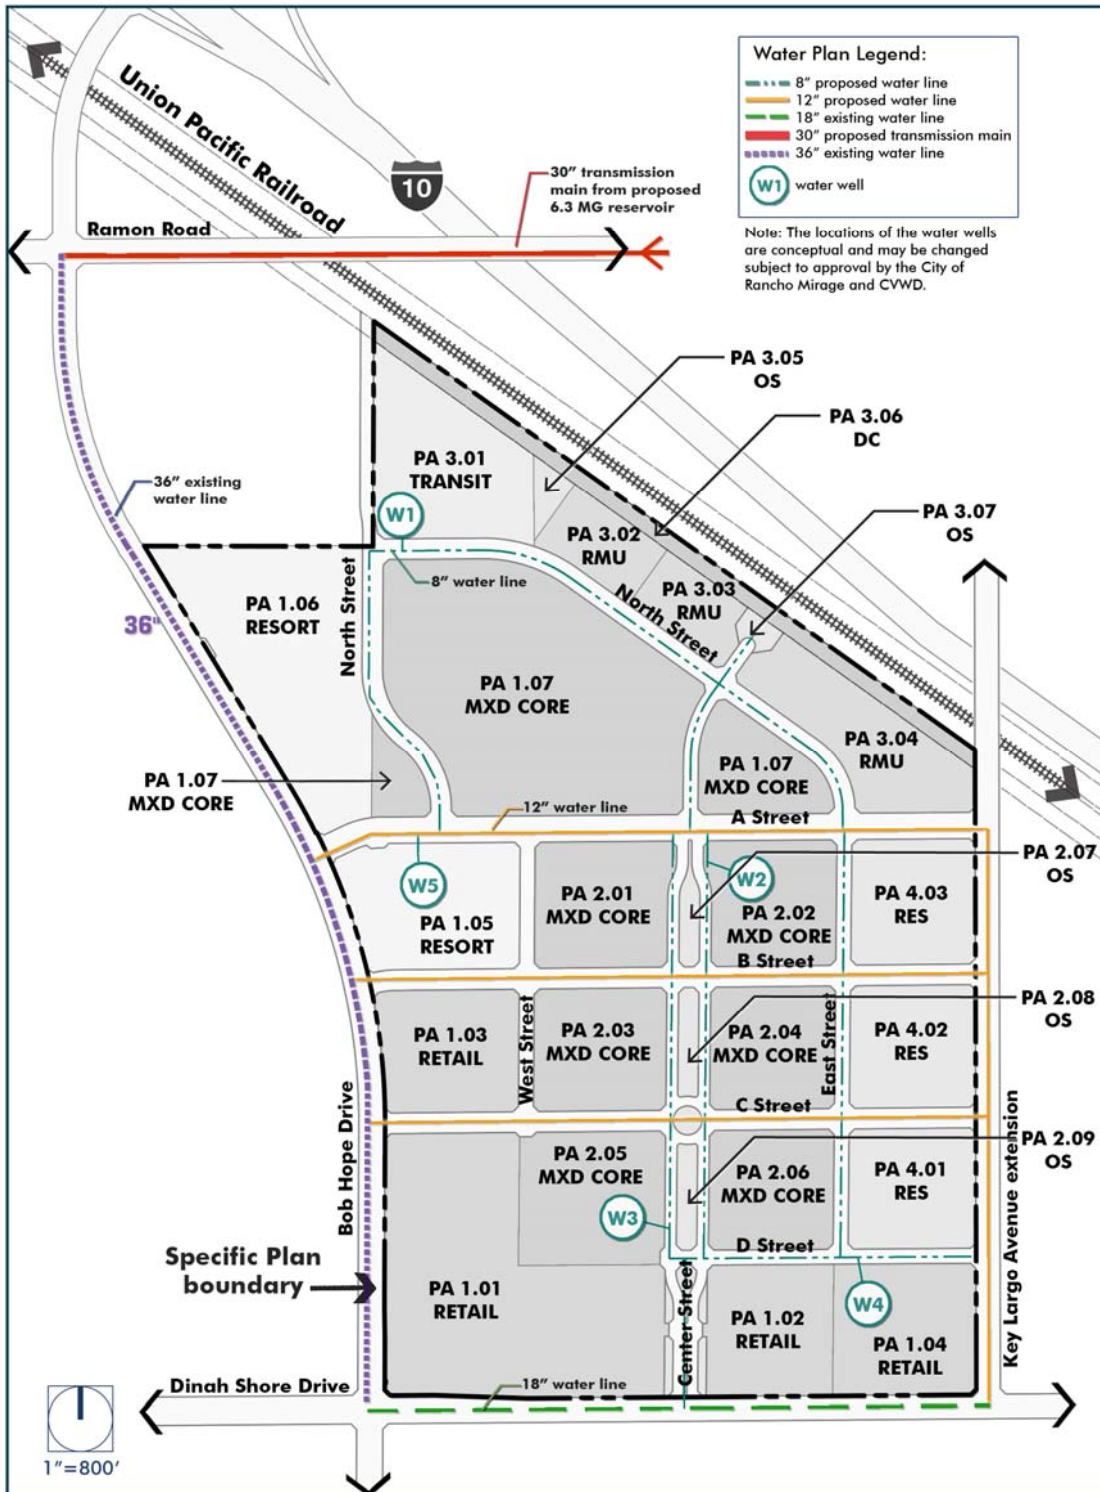 Water Plan Legend:
8" proposed water line
12" proposed water line
18" existing water line
30" proposed transmission main
36" existing water line
W1 water well
Note: The locations of the water wells
are conceptual and may be changed
subject to approval by the City of
Rancho Mirage and CVWD.
Union Pacific Railroad
10
30" transmission
main from proposed
6.3 MG reservoir
Ramon Road
PA 3.05
OS
PA 3.06
DC
PA 3.01
TRANSIT
36" existing
water line
W1
PA 3.07
OS
PA 3.02
RMU
8" water line
PA 3.03
RMU
North Street
North Street
PA 1.06
RESORT
36"
PA 1.07
MXD CORE
PA 3.04
RMU
PA 1.07
MXD CORE
PA 1.07
MXD CORE
12" water line
A Street
PA 2.07
OS
W5
W2
PA 2.01
MXD CORE
PA 2.02
MXD CORE
PA 4.03
RES
PA 1.05
RESORT
B Street
PA 2.08
OS
PA 1.03
RETAIL
West Street
PA 2.03
MXD CORE
PA 2.04
MXD CORE
East Street
PA 4.02
RES
C Street
Bob Hope Drive
Key Largo Avenue extension
PA 2.09
OS
PA 2.05
MXD CORE
PA 2.06
MXD CORE
PA 4.01
RES
W3
D Street
Specific Plan
boundary
PA 1.01
RETAIL
Center Street
PA 1.02
RETAIL
W4
PA 1.04
RETAIL
Dinah Shore Drive
18" water line
1"=800'